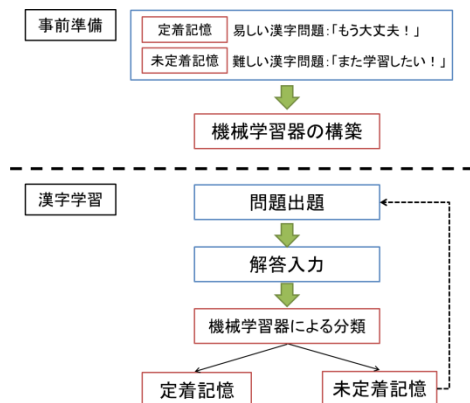 事前準備
定着記憶 易しい漢字問題:「もう大丈夫!」
未定着記憶 難しい漢字問題:「また学習したい!」
機械学習器の構築
漢字学習
問題出題
解答入力
機械学習器による分類
定着記憶 未定着記憶